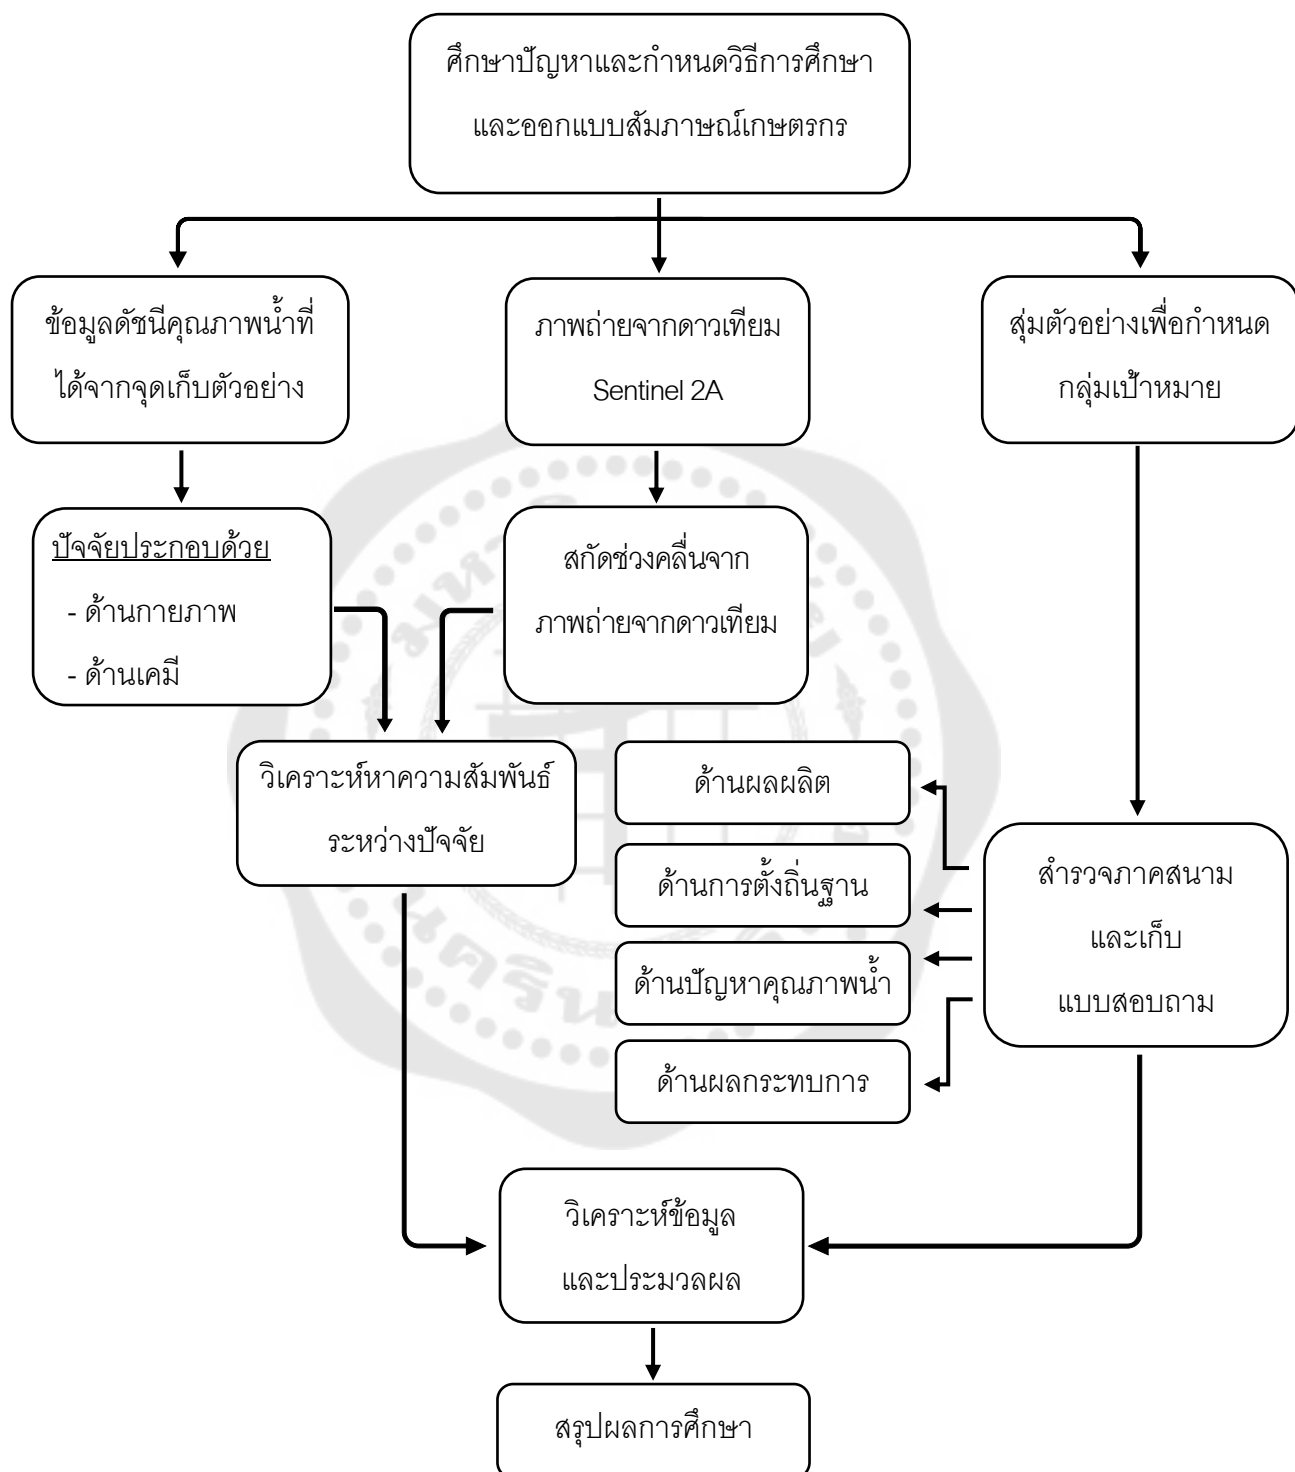 ศึกษาปัญหาและกำหนดวิธีการศึกษา
และออกแบบสัมภาษณ์เกษตรกร
ข้อมูลดัชนีคุณภาพน้ำที่
ได้จากจุดเก็บตัวอย่าง
ภาพถ่ายจากดาวเทียม
Sentinel 2A
สุ่มตัวอย่างเพื่อกำหนด
กลุ่มเป้าหมาย
ปัจจัยประกอบด้วย
- ด้านกายภาพ
- ด้านเคมี
สกัดช่วงคลื่นจาก
ภาพถ่ายจากดาวเทียม
วิเคราะห์หาความสัมพันธ์
ระหว่างปัจจัย
ด้านผลผลิต
ด้านการตั้งถิ่นฐาน
ด้านปัญหาคุณภาพน้ำ
ด้านผลกระทบการ
สำรวจภาคสนาม
และเก็บ
แบบสอบถาม
วิเคราะห์ข้อมูล
และประมวลผล
สรุปผลการศึกษา